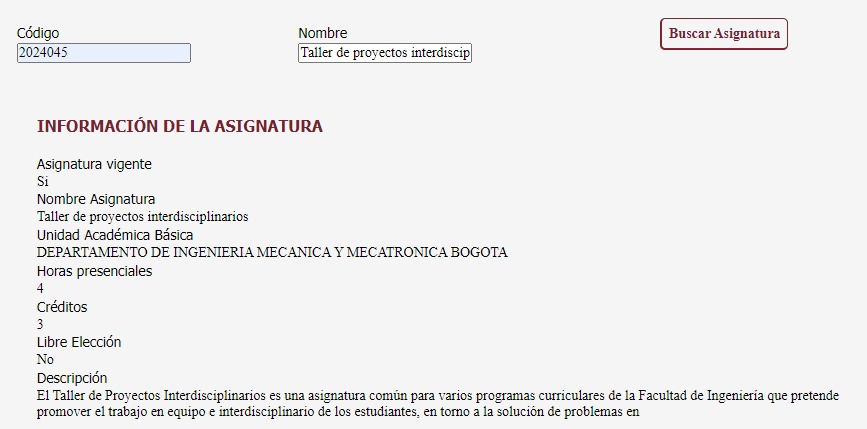 Código
Nombre
Buscar Asignatura
2024045
Taller de proyectos interdiscip
INFORMACIÓN DE LA ASIGNATURA
Asignatura vigente
Si
Nombre Asignatura
Taller de proyectos interdisciplinarios
Unidad Académica Básica
DEPARTAMENTO DE INGENIERIA MECANICA Y MECATRONICA BOGOTA
Horas presenciales
4
Créditos
3
Libre Elección
No
Descripción
El Taller de Proyectos Interdisciplinarios es una asignatura común para varios programas curriculares de la Facultad de Ingeniería que pretende
promover el trabajo en equipo e interdisciplinario de los estudiantes, en torno a la solución de problemas en